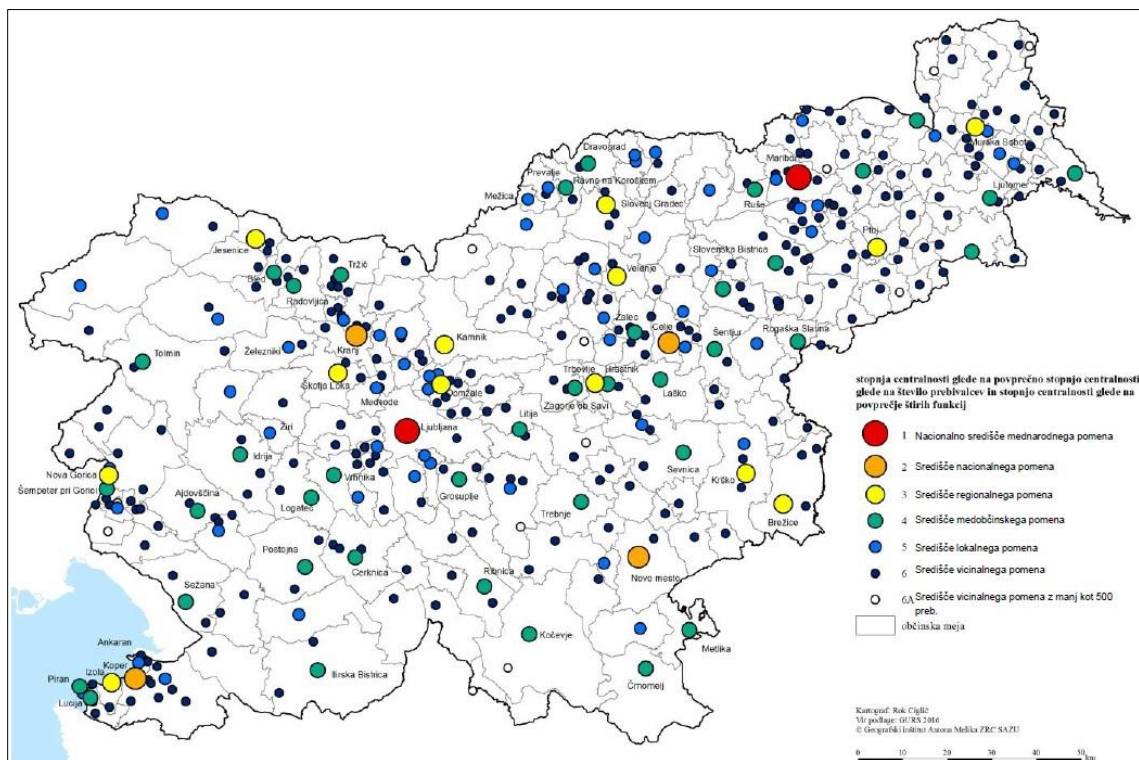 Murska Sobota
Maribor
Dravograd
Prevalje
Ravne na Koroškem
Mežica
Ljutomer
Slovenj Gradec
Ruše
Ptuj
Jesenice
Slovenska Bistrica
Velenje
Tržič
Bled
Radovljica
Žalec
Celje
Šentjur
Rogaška Slatina
Kamnik
Kranj
Železniki
Tolmin
Trbovlje
Hrastnik
Škofja Loka
Domžale
Medvode
Laško
Zagorje ob Savi
Litija
Ljubljana
Žiri
Idrija
Sevnica
Nova Gorica
Krško
Vrhnika
Šempeter pri Gorici
Grosuplje
Ajdovščina
Logatec
Trebnje
Brežice
Postojna
Cerknica
Ribnica
Novo mesto
Sežana
Kočevje
Metlika
Ankaran
Koper
Izola
Piran
Ilirska Bistrica
Črnomelj
Lucija
stopnja centralnosti glede na povprečno stopnjo centralnosti
glede na število prebivalcev in stopnjo centralnosti glede na
povprečje štirih funkcij
1 Nacionalno središče mednarodnega pomena
2 Središče nacionalnega pomena
3 Središče regionalnega pomena
4 Središče medobčinskega pomena
5 Središče lokalnega pomena
6 Središče vicinalnega pomena
6A Središče vicinalnega pomena z manj kot 500
preb.
občinska meja
Kartograf: Rok Ciglič
Vir podlage: GURS 2016
© Geografski inštitut Antona Melika ZRC SAZU
0 10 20 30 40 50
km